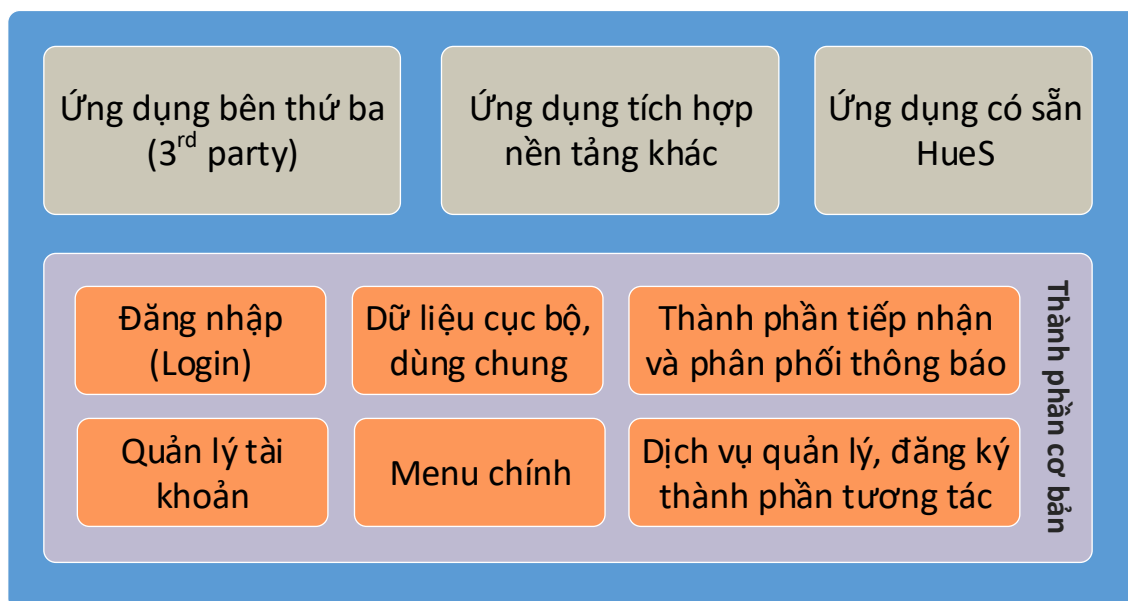 Ứng dụng bên thứ ba
(3rd party)
Ứng dụng tích hợp
nền tảng khác
Ứng dụng có sẵn
HueS
Đăng nhập
(Login)
Dữ liệu cục bộ,
dùng chung
Thành phần tiếp nhận
và phân phối thông báo
Quản lý tài
khoản
Menu chính
Dịch vụ quản lý, đăng ký
thành phần tương tác
Thành phần cơ bản